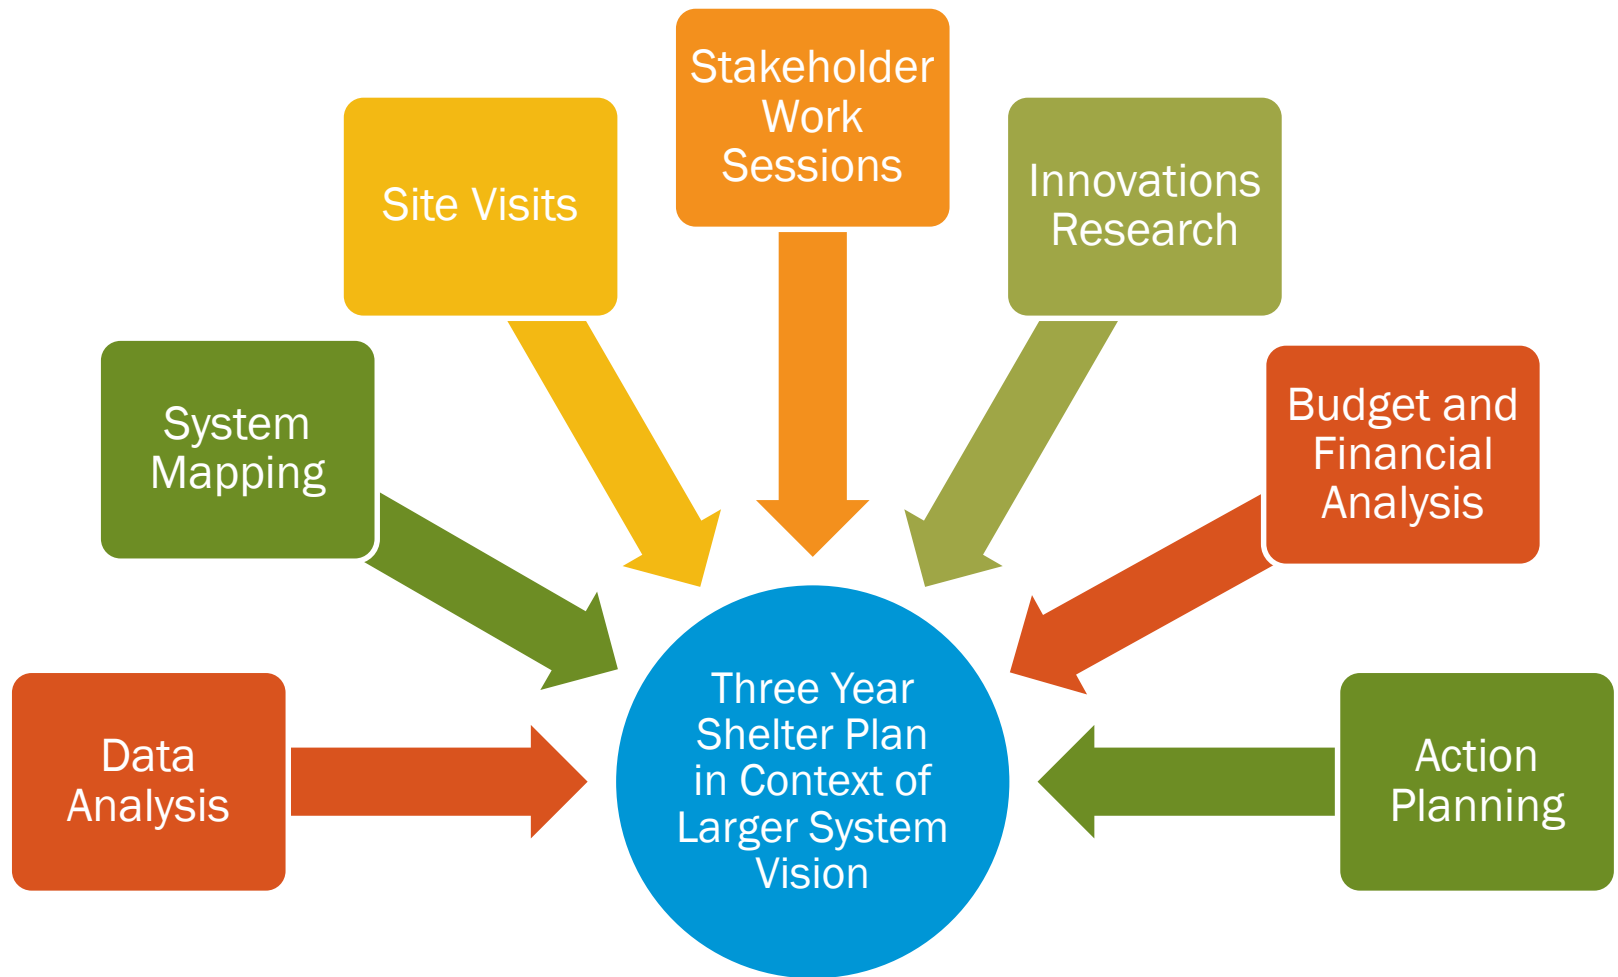 Stakeholder
Work
Sessions
Site Visits
Innovations
Research
System
Mapping
Budget and
Financial
Analysis
Data
Analysis
Three Year
Shelter Plan
in Context of
Larger System
Vision
Action
Planning